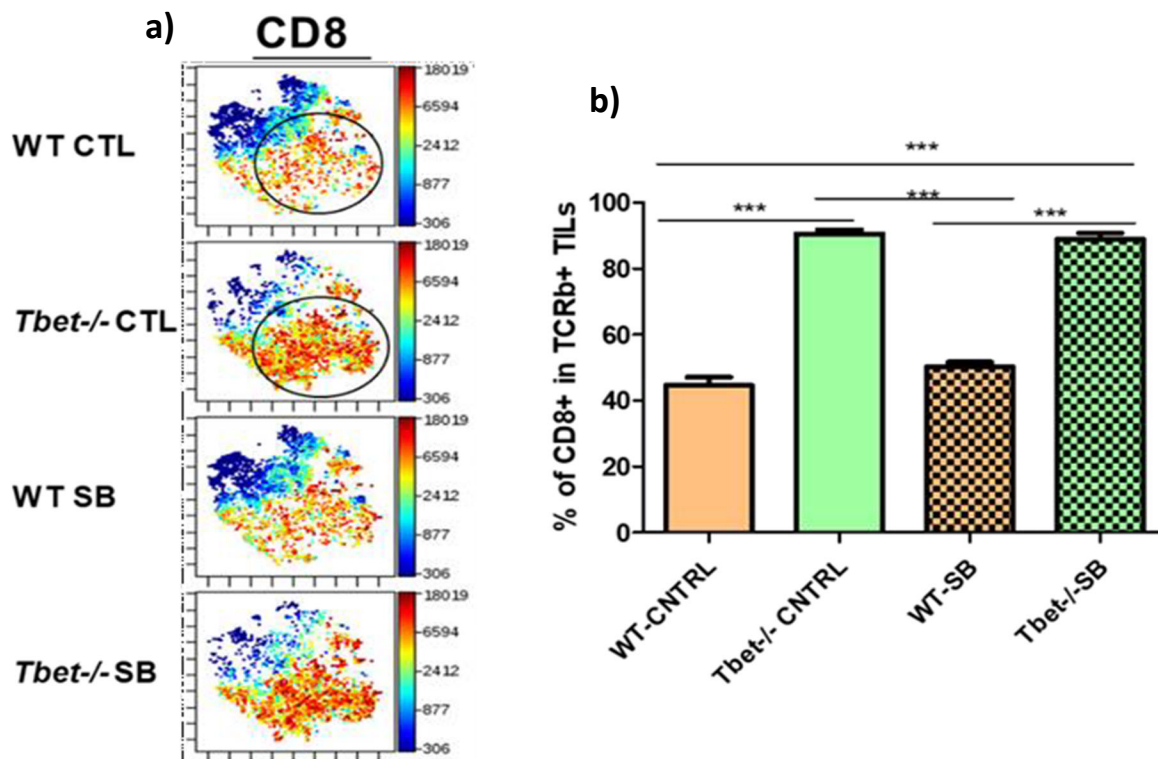 a)
CD8
WT CTL
18019
6594
2412
877
306
Tbet-/- CTL
18019
6594
2412
877
306
WT SB
18019
6594
2412
877
306
Tbet-/- SB
18019
6594
2412
877
306
b)
***
***
***
***
% of CD8+ in TCRb+ TILs
100
80
60
40
20
0
WT-CNTRL
Tbet-/- CNTRL
WT-SB
Tbet-/-SB